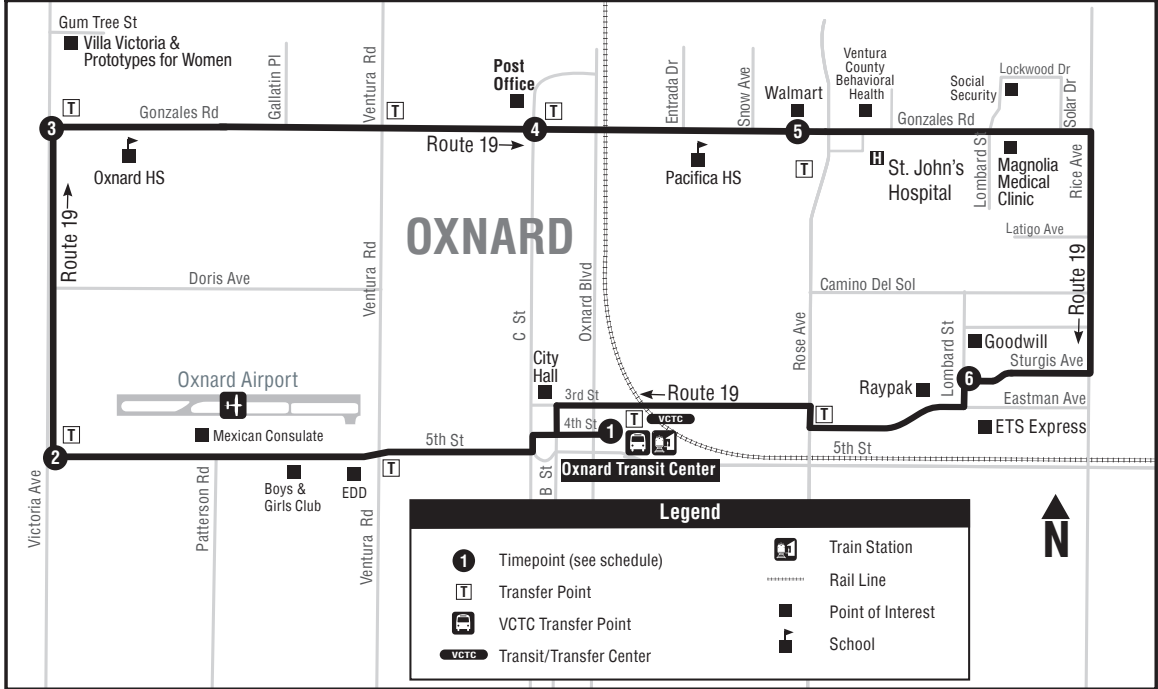 Gum Tree St
Villa Victoria &
Prototypes for Women
T
Gonzales Rd
Gallatin Pl
Ventura Rd
T
Post
Office
T
Entrada Dr
Snow Ave
Walmart
Ventura
County
Behavioral
Health
Social
Security
Lockwood Dr
Solar Dr
Gonzales Rd
3
4
5
Route 19
Oxnard HS
Pacifica HS
T
H
St. John's
Hospital
Lombard St
Magnolia
Medical
Clinic
Rice Ave
Route 19
OXNARD
Latigo Ave
Doris Ave
Ventura Rd
C St
Oxnard Blvd
Rose Ave
Camino Del Sol
Route 19
Lombard St
Goodwill
Sturgis Ave
6
City
Hall
Raypak
Oxnard Airport
3rd St
Route 19
Eastman Ave
T
VCTC
T
4th St
1
ETS Express
T
Mexican Consulate
5th St
5th St
2
T
Oxnard Transit Center
Victoria Ave
Patterson Rd
Boys &
Girls Club
EDD
Ventura Rd
B St
N
Legend
1 Timepoint (see schedule)
T Transfer Point
VCTC Transfer Point
VCTC Transit/Transfer Center
Train Station
Rail Line
Point of Interest
School